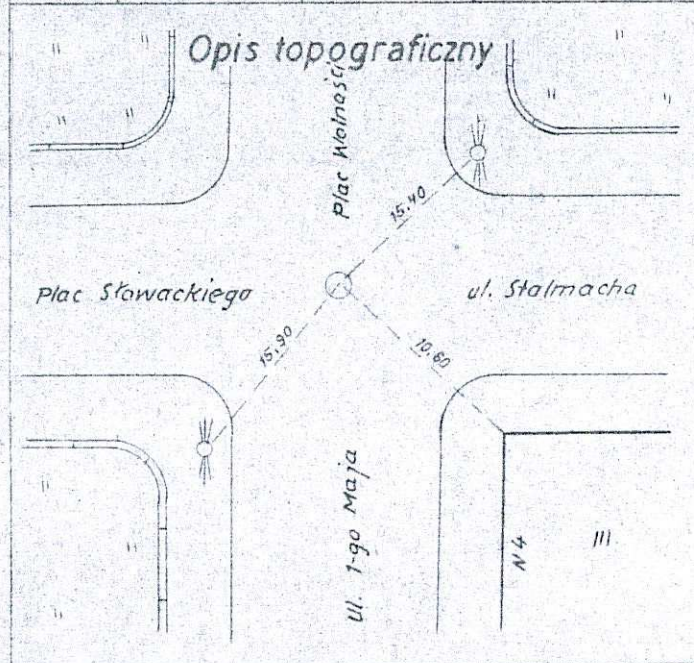 Opis topograficzny
Plac Wolności
15.40
Plac Słowackiego
ul. Stalmacha
15,90
10.60
ul. 1-go Maja
N 4
III